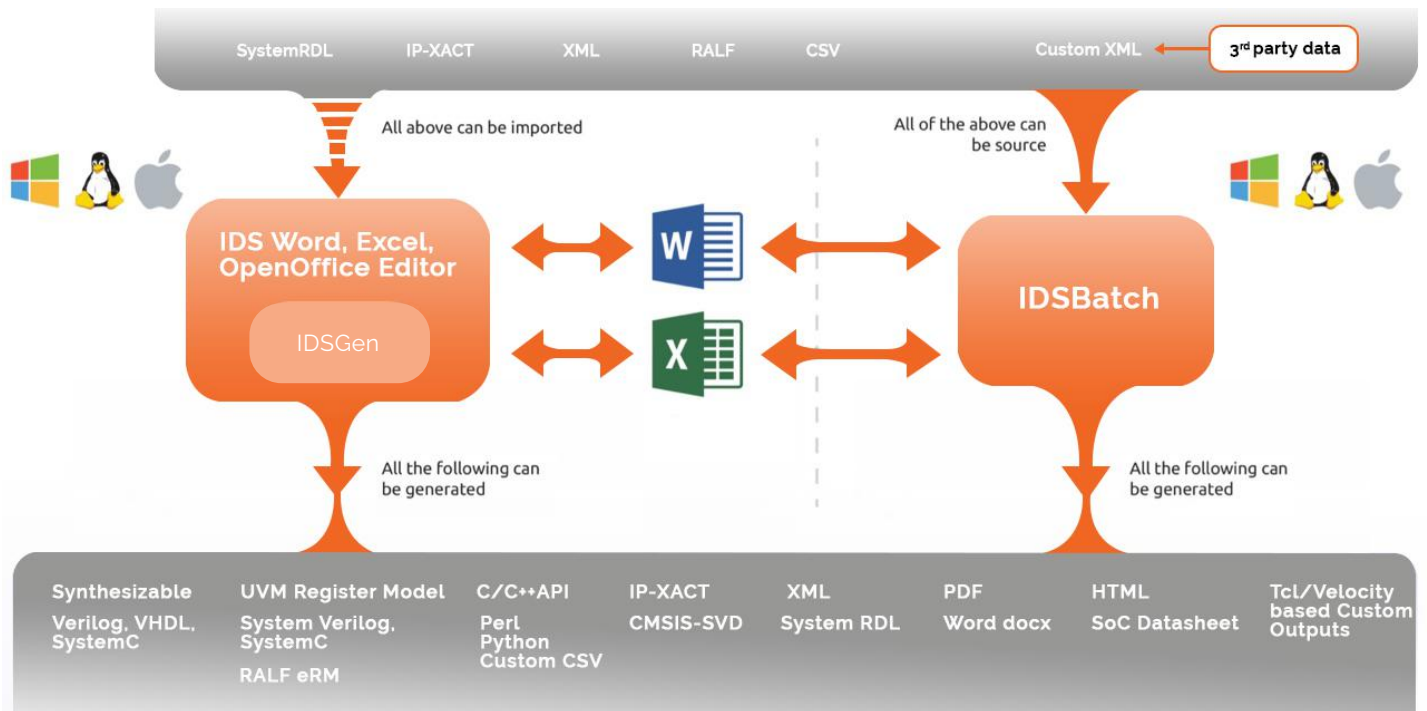 SystemRDL IP-XACT XML RALF CSV Custom XML 3rd party data
All above can be imported
All of the above can
be source
IDS Word, Excel,
OpenOffice Editor
IDSGen
W
X
IDSBatch
All the following can
be generated
All the following can
be generated
Synthesizable
Verilog, VHDL,
SystemC
UVM Register Model
System Verilog,
SystemC
RALF eRM
C/C++API
Perl
Python
Custom CSV
IP-XACT
CMSIS-SVD
XML
System RDL
PDF
Word docx
HTML
SoC Datasheet
Tcl/Velocity
based Custom
Outputs